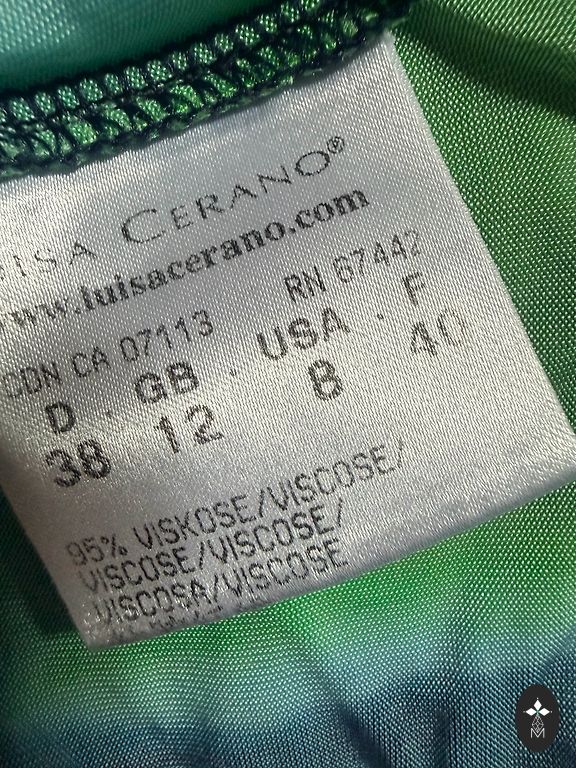 ISA CERANO®
www.luisacerano.com
CDN CA 07113 RN 67442
D · GB · USA · F
38 12 8 40
95% VISKOSE/VISCOSE/
VISCOSE/VISCOSE/
VISCOSA/VISCOSE
M